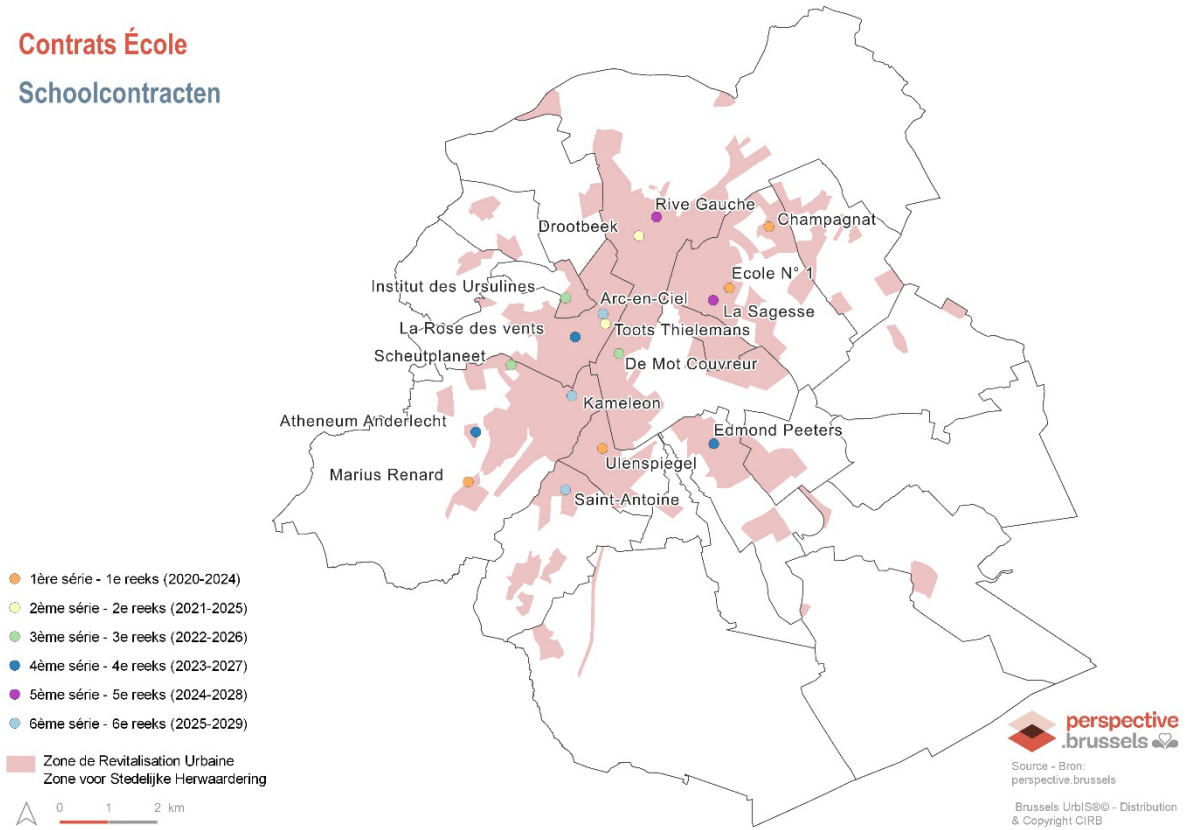 Contrats École
Schoolcontracten
Rive Gauche
Champagnat
Drootbeek
Ecole N° 1
Institut des Ursulines
Arc-en-Ciel
La Sagesse
La Rose des vents
Toots Thielemans
Scheutplaneet
De Mot Couvreur
Kameleon
Atheneum Anderlecht
Edmond Peeters
Ulenspiegel
Marius Renard
Saint-Antoine
1ère série - 1e reeks (2020-2024)
2ème série - 2e reeks (2021-2025)
3ème série - 3e reeks (2022-2026)
4ème série - 4e reeks (2023-2027)
5ème série - 5e reeks (2024-2028)
6ème série - 6e reeks (2025-2029)
Zone de Revitalisation Urbaine
Zone voor Stedelijke Herwaardering
0 1 2 km
perspective
.brussels
Source - Bron:
perspective.brussels
Brussels UrbIS®© - Distribution
& Copyright CIRB